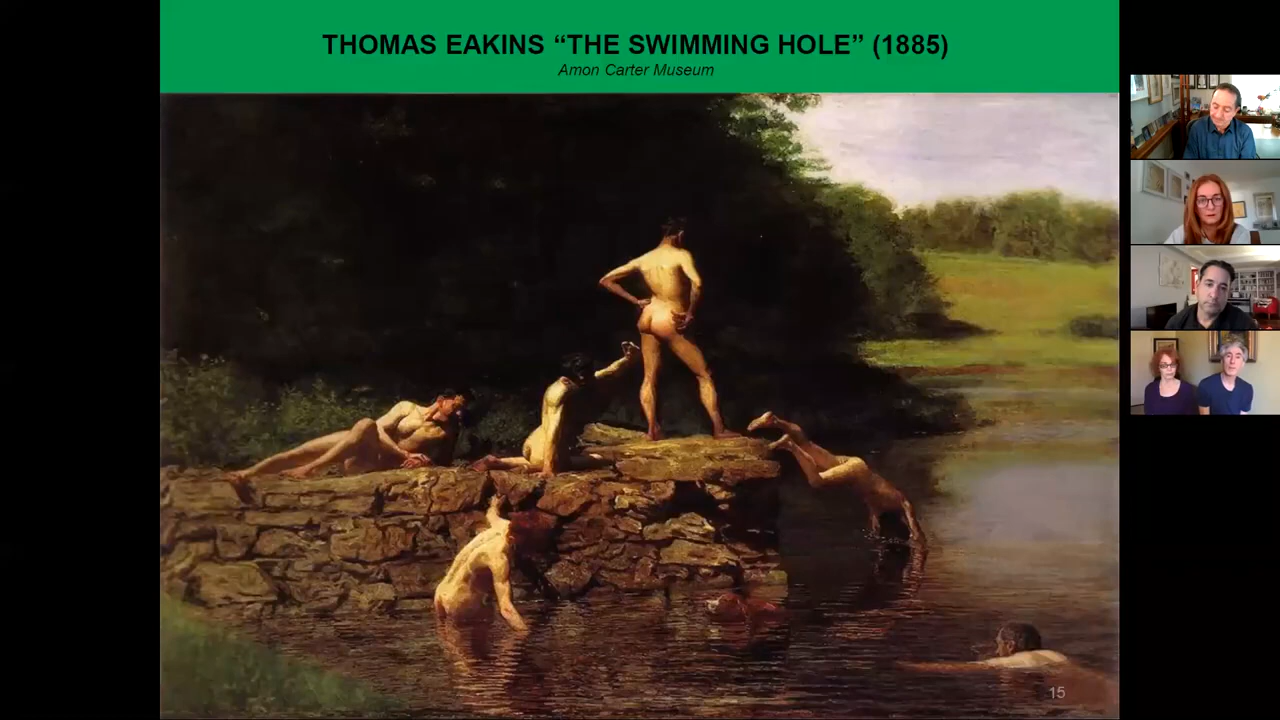 THOMAS EAKINS “THE SWIMMING HOLE” (1885)
Amon Carter Museum
15